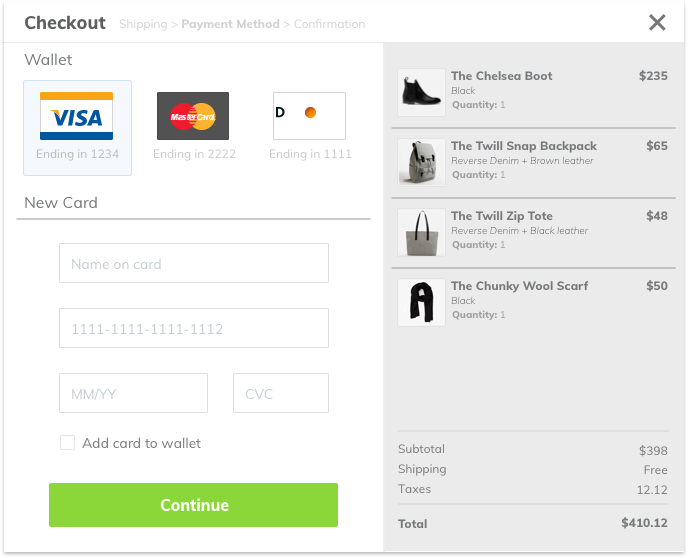 Checkout
Shipping > Payment Method > Confirmation
Wallet
VISA
Ending in 1234
MasterCard
Ending in 2222
D
Ending in 1111
New Card
Name on card
1111-1111-1111-1112
MM/YY
CVC
Add card to wallet
Continue
The Chelsea Boot $235
Black
Quantity: 1
The Twill Snap Backpack $65
Reverse Denim + Brown leather
Quantity: 1
The Twill Zip Tote $48
Reverse Denim + Black leather
Quantity: 1
The Chunky Wool Scarf $50
Black
Quantity: 1
Subtotal $398
Shipping Free
Taxes 12.12
Total $410.12